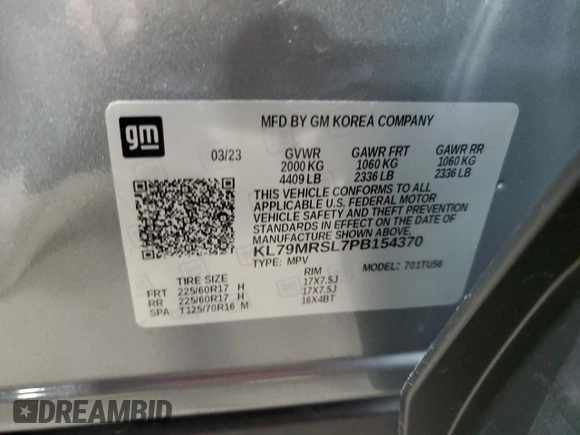 gm
MFD BY GM KOREA COMPANY
03/23 GVWR GAWR FRT GAWR RR
2000 KG 1060 KG 1060 KG
4409 LB 2336 LB 2336 LB
THIS VEHICLE CONFORMS TO ALL
APPLICABLE U.S. FEDERAL MOTOR
VEHICLE SAFETY AND THEFT PREVENTION
STANDARDS IN EFFECT ON THE DATE OF
MANUFACTURE SHOWN ABOVE.
KL79MRSL7PB154370
TYPE: MPV MODEL: 701TU56
TIRE SIZE RIM
FRT 225/60R17 H 17X7.5J
RR 225/60R17 H 17X7.5J
SPA T125/70R16 M 16X4BT
DREAMBID